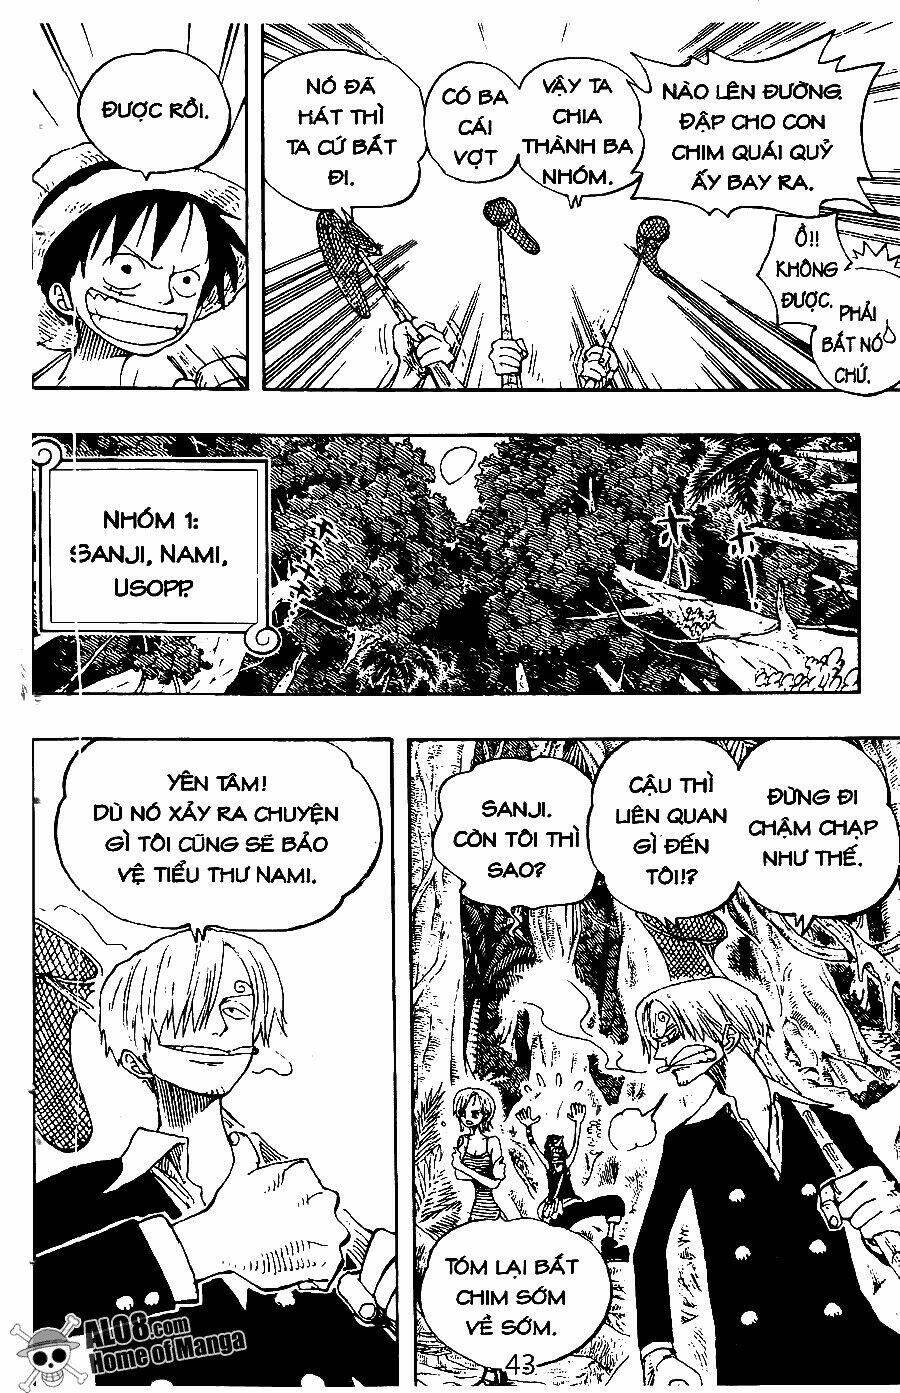 ĐƯỢC RỒI.
NÓ ĐÃ
HÁT THÌ
TA CỨ BẮT
ĐI.
CÓ BA
CÁI
VỢT
VẬY TA
CHIA
THÀNH BA
NHÓM.
NÀO LÊN ĐƯỜNG.
ĐẬP CHO CON
CHIM QUÁI QUỶ
ẤY BAY RA.
Ồ!!
KHÔNG
ĐƯỢC.
PHẢI
BẮT NÓ
CHỨ.
NHÓM 1:
SANJI, NAMI,
USOPP.
YÊN TÂM!
DÙ NÓ XẢY RA CHUYỆN
GÌ TÔI CŨNG SẼ BẢO
VỆ TIỂU THƯ NAMI.
SANJI.
CÒN TÔI THÌ
SAO?
CẬU THÌ
LIÊN QUAN
GÌ ĐẾN
TÔI!?
ĐỪNG ĐI
CHẬM CHẠP
NHƯ THẾ.
TÓM LẠI BẮT
CHIM SỚM
VỀ SỚM.
43
ALO8.com
Home of Manga